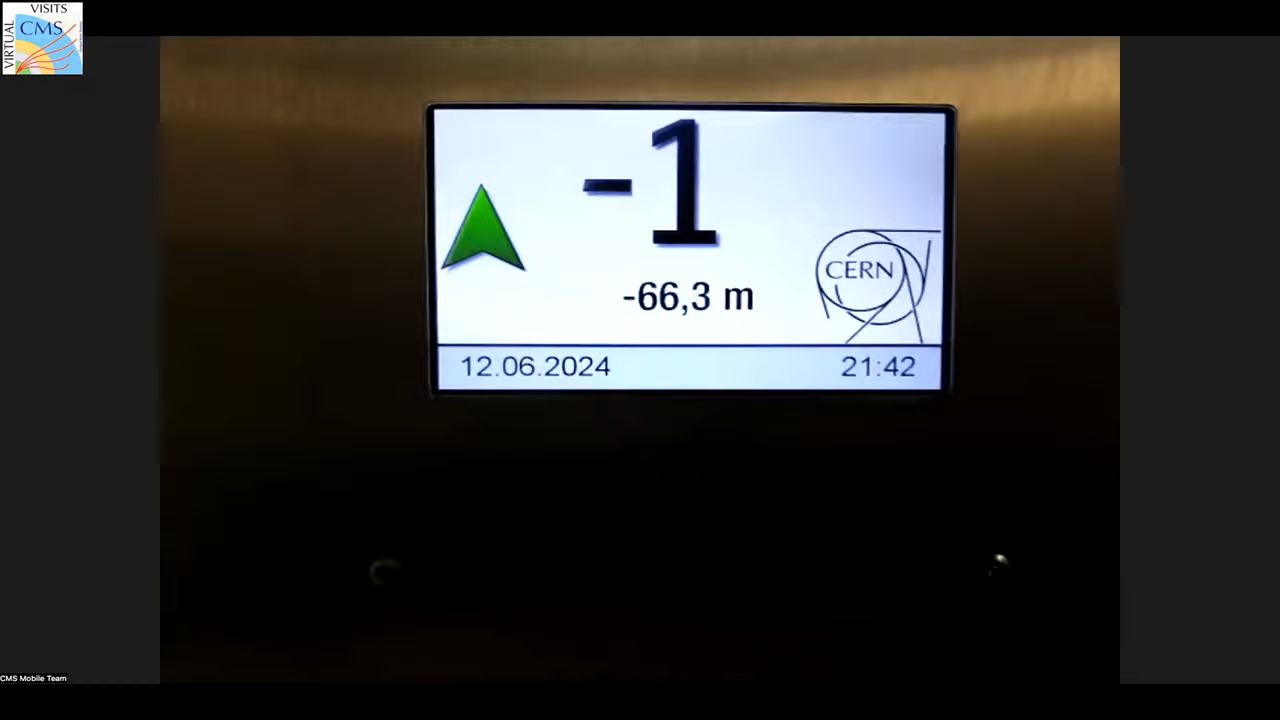 VISITS
VIRTUAL
CMS
-1
-66,3 m
CERN
12.06.2024
21:42
CMS Mobile Team